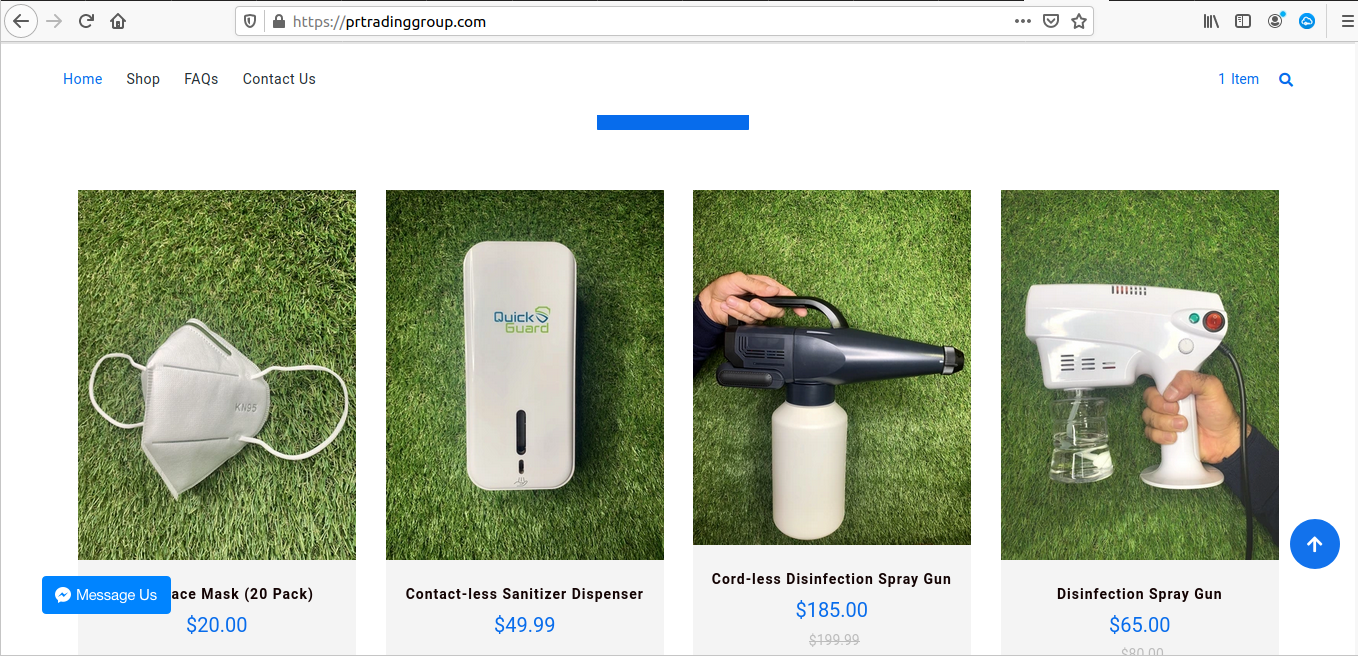 https://prtradinggroup.com
Home Shop FAQs Contact Us
1 Item
KN95
Quick
Guard
Message Us
ace Mask (20 Pack)
$20.00
Contact-less Sanitizer Dispenser
$49.99
Cord-less Disinfection Spray Gun
$185.00
$199.99
Disinfection Spray Gun
$65.00
$80.00